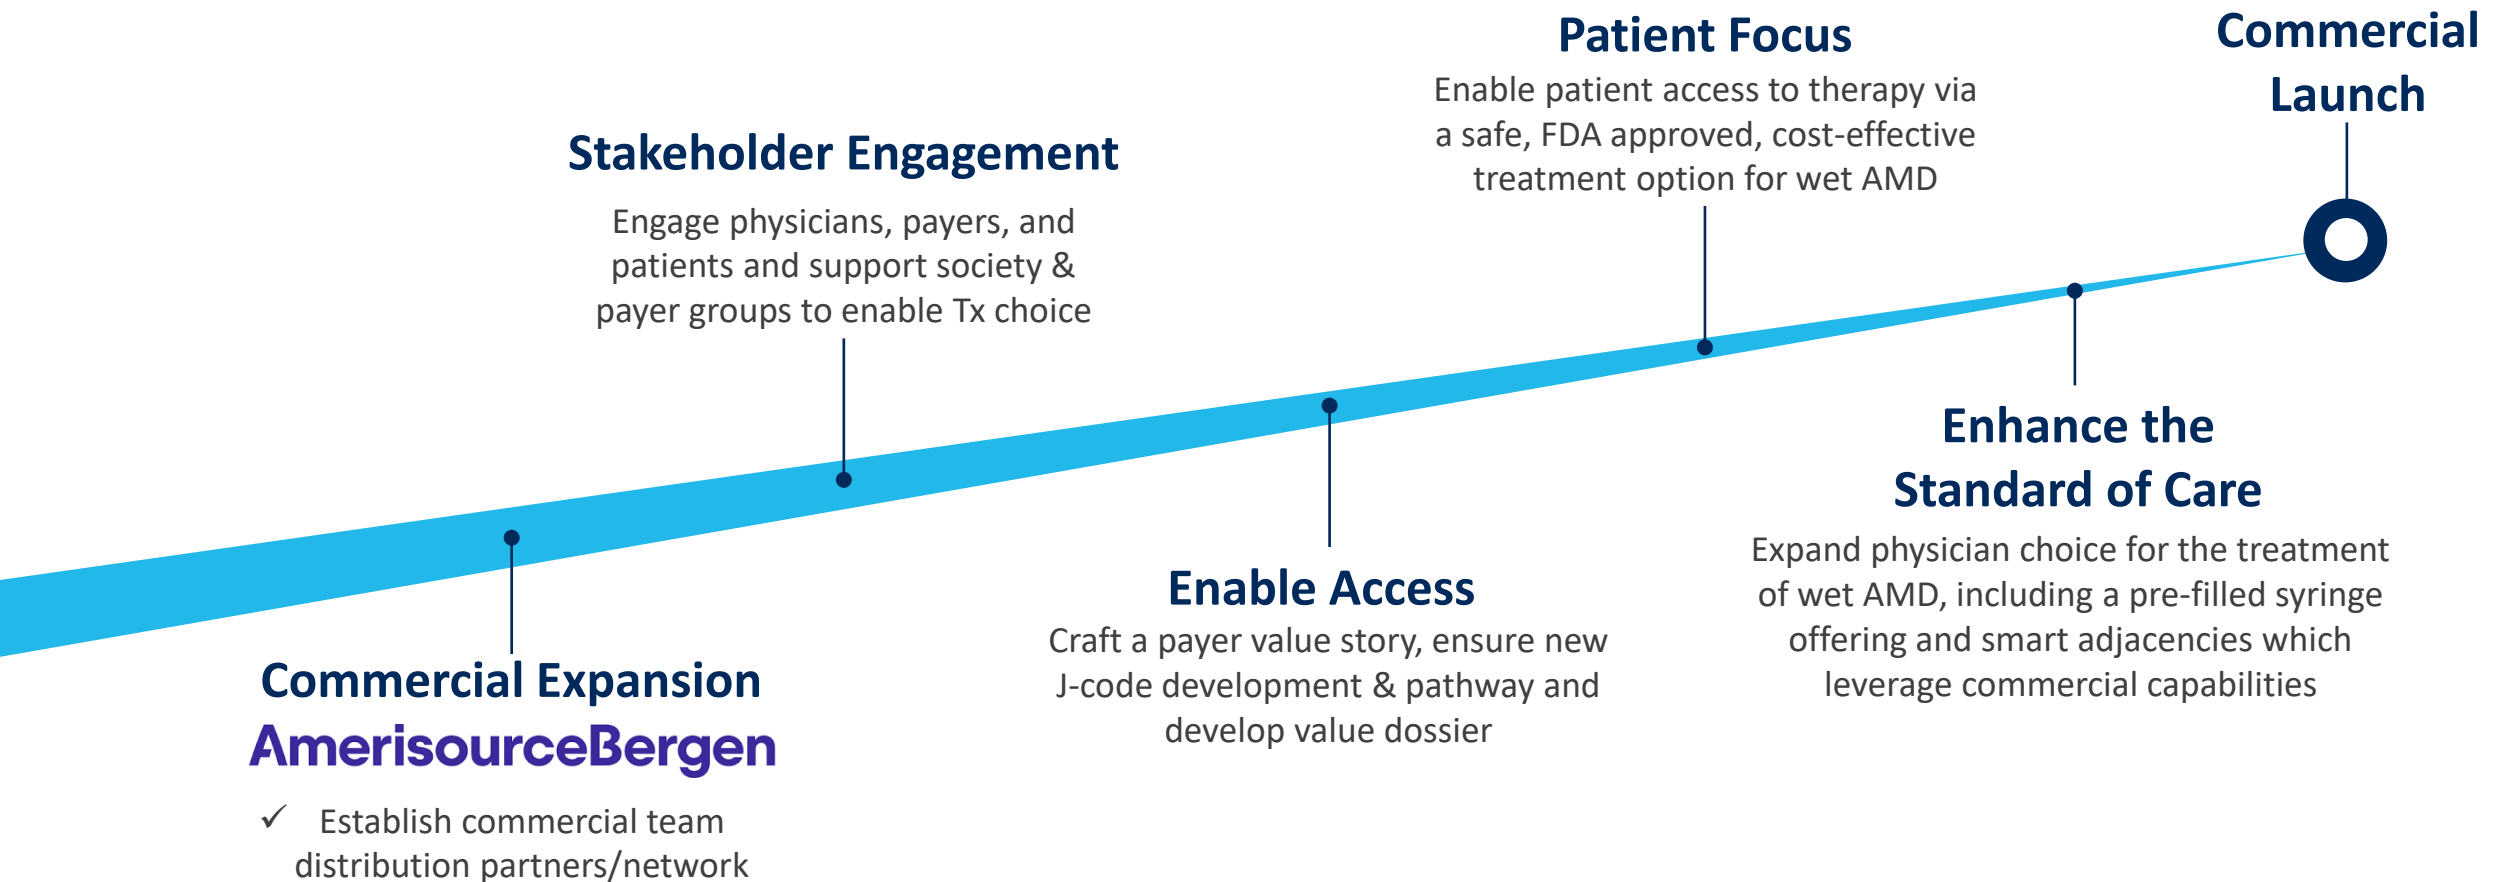 Patient Focus
Enable patient access to therapy via
a safe, FDA approved, cost-effective
treatment option for wet AMD
Commercial
Launch
Stakeholder Engagement
Engage physicians, payers, and
patients and support society &
payer groups to enable Tx choice
Enhance the
Standard of Care
Expand physician choice for the treatment
of wet AMD, including a pre-filled syringe
offering and smart adjacencies which
leverage commercial capabilities
Enable Access
Craft a payer value story, ensure new
J-code development & pathway and
develop value dossier
Commercial Expansion
AmerisourceBergen
✓ Establish commercial team
distribution partners/network